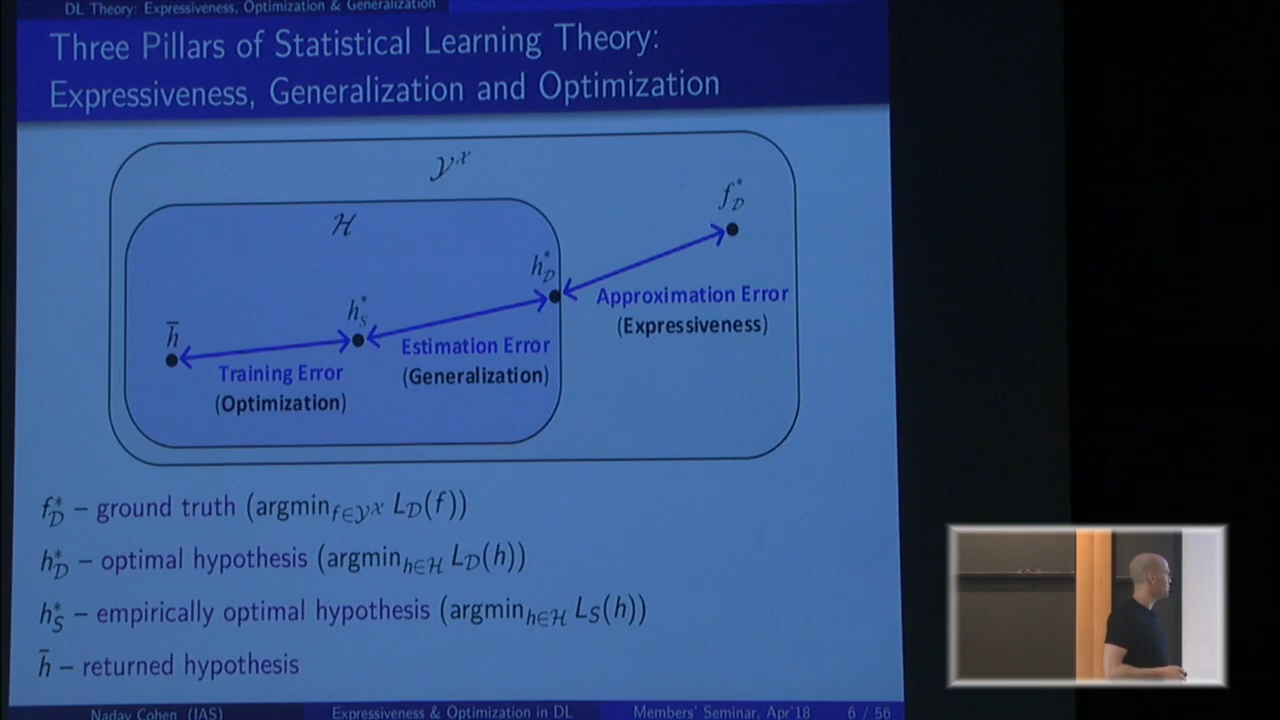 DL Theory: Expressiveness, Optimization & Generalization
Three Pillars of Statistical Learning Theory:
Expressiveness, Generalization and Optimization
𝒴^𝒳
ℋ
f*_𝒟
h*_𝒟
h*_S
h̄
Approximation Error
(Expressiveness)
Estimation Error
(Generalization)
Training Error
(Optimization)
f*_𝒟 – ground truth (argmin_{f∈𝒴^𝒳} L_𝒟(f))
h*_𝒟 – optimal hypothesis (argmin_{h∈ℋ} L_𝒟(h))
h*_S – empirically optimal hypothesis (argmin_{h∈ℋ} L_S(h))
h̄ – returned hypothesis
Nadav Cohen (IAS) Expressiveness & Optimization in DL Members' Seminar, Apr'18 6 / 56